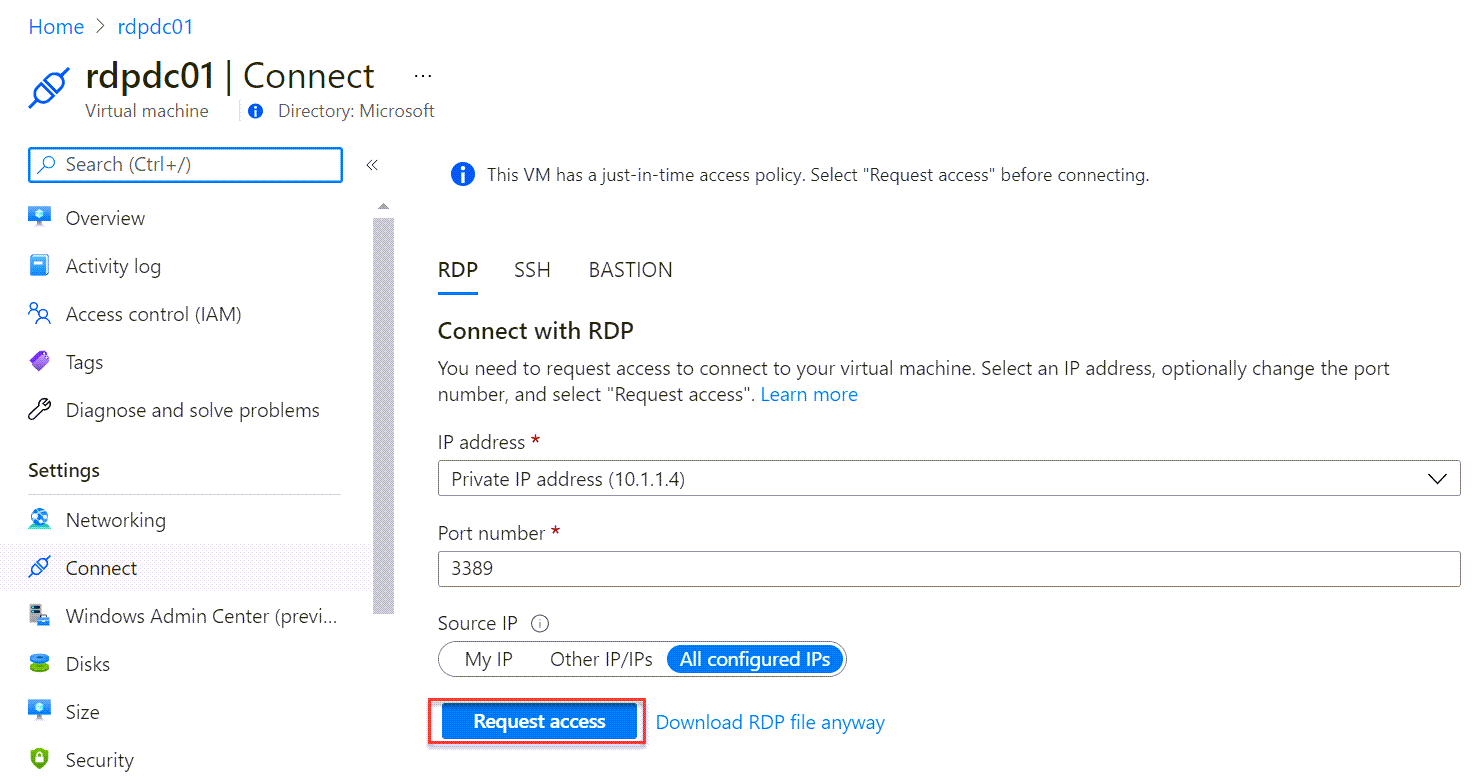 Home > rdpdc01
rdpdc01 | Connect ...
Virtual machine
Directory: Microsoft
Search (Ctrl+/)
«
Overview
Activity log
Access control (IAM)
Tags
Diagnose and solve problems
Settings
Networking
Connect
Windows Admin Center (previ...
Disks
Size
Security
This VM has a just-in-time access policy. Select "Request access" before connecting.
RDP SSH BASTION
Connect with RDP
You need to request access to connect to your virtual machine. Select an IP address, optionally change the port
number, and select "Request access". Learn more
IP address *
Private IP address (10.1.1.4)
Port number *
3389
Source IP
My IP Other IP/IPs All configured IPs
Request access Download RDP file anyway